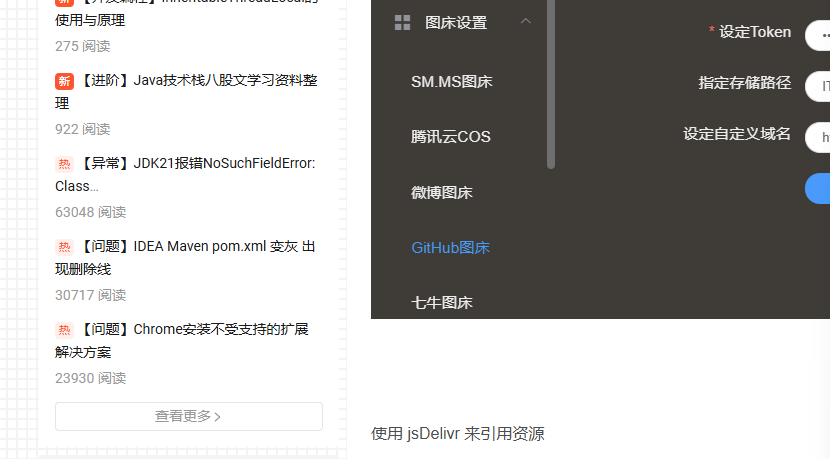 新 【开发编程】InheritableThreadLocal的
使用与原理
275 阅读
新 【进阶】Java技术栈八股文学习资料整
理
922 阅读
热 【异常】JDK21报错NoSuchFieldError:
Class...
63048 阅读
热 【问题】IDEA Maven pom.xml 变灰 出
现删除线
30717 阅读
热 【问题】Chrome安装不受支持的扩展
解决方案
23930 阅读
查看更多
图床设置
SM.MS图床
腾讯云COS
微博图床
GitHub图床
七牛图床
* 设定Token
指定存储路径
设定自定义域名
使用 jsDelivr 来引用资源